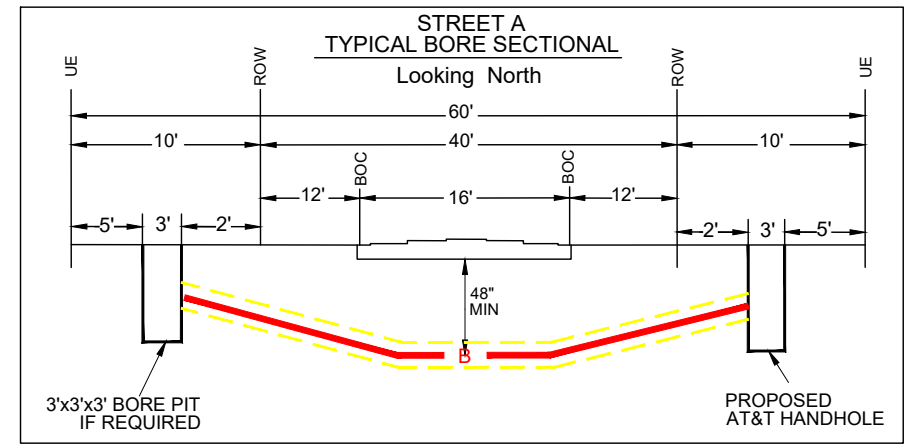 STREET A
TYPICAL BORE SECTIONAL
Looking North
UE
ROW
ROW
UE
60'
10'
40'
10'
BOC
BOC
12'
16'
12'
5'
3'
2'
2'
3'
5'
48"
MIN
B
3'x3'x3' BORE PIT
IF REQUIRED
PROPOSED
AT&T HANDHOLE